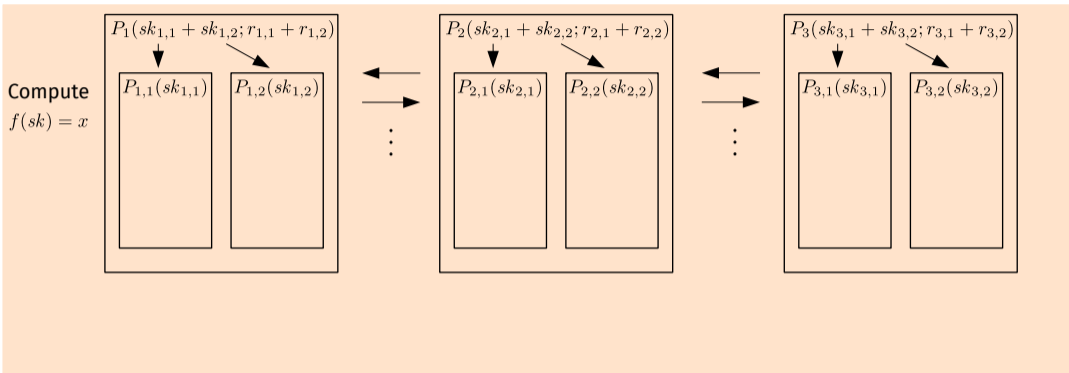 P_1(sk_{1,1} + sk_{1,2}; r_{1,1} + r_{1,2})
P_2(sk_{2,1} + sk_{2,2}; r_{2,1} + r_{2,2})
P_3(sk_{3,1} + sk_{3,2}; r_{3,1} + r_{3,2})
Compute
f(sk) = x
P_{1,1}(sk_{1,1})
P_{1,2}(sk_{1,2})
P_{2,1}(sk_{2,1})
P_{2,2}(sk_{2,2})
P_{3,1}(sk_{3,1})
P_{3,2}(sk_{3,2})